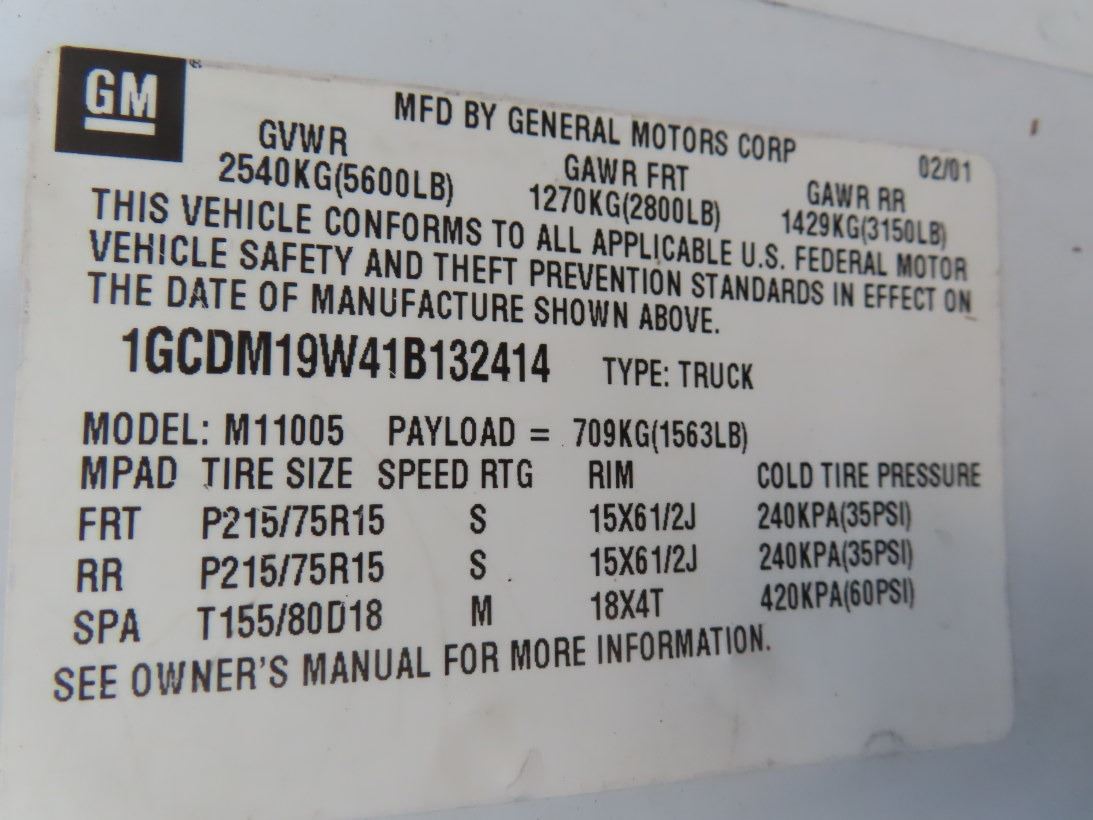 GM ®
MFD BY GENERAL MOTORS CORP 02/01
GVWR GAWR FRT GAWR RR
2540KG(5600LB) 1270KG(2800LB) 1429KG(3150LB)
THIS VEHICLE CONFORMS TO ALL APPLICABLE U.S. FEDERAL MOTOR
VEHICLE SAFETY AND THEFT PREVENTION STANDARDS IN EFFECT ON
THE DATE OF MANUFACTURE SHOWN ABOVE.
1GCDM19W41B132414 TYPE: TRUCK
MODEL: M11005 PAYLOAD = 709KG(1563LB)
MPAD TIRE SIZE SPEED RTG RIM COLD TIRE PRESSURE
FRT P215/75R15 S 15X61/2J 240KPA(35PSI)
RR P215/75R15 S 15X61/2J 240KPA(35PSI)
SPA T155/80D18 M 18X4T 420KPA(60PSI)
SEE OWNER'S MANUAL FOR MORE INFORMATION.